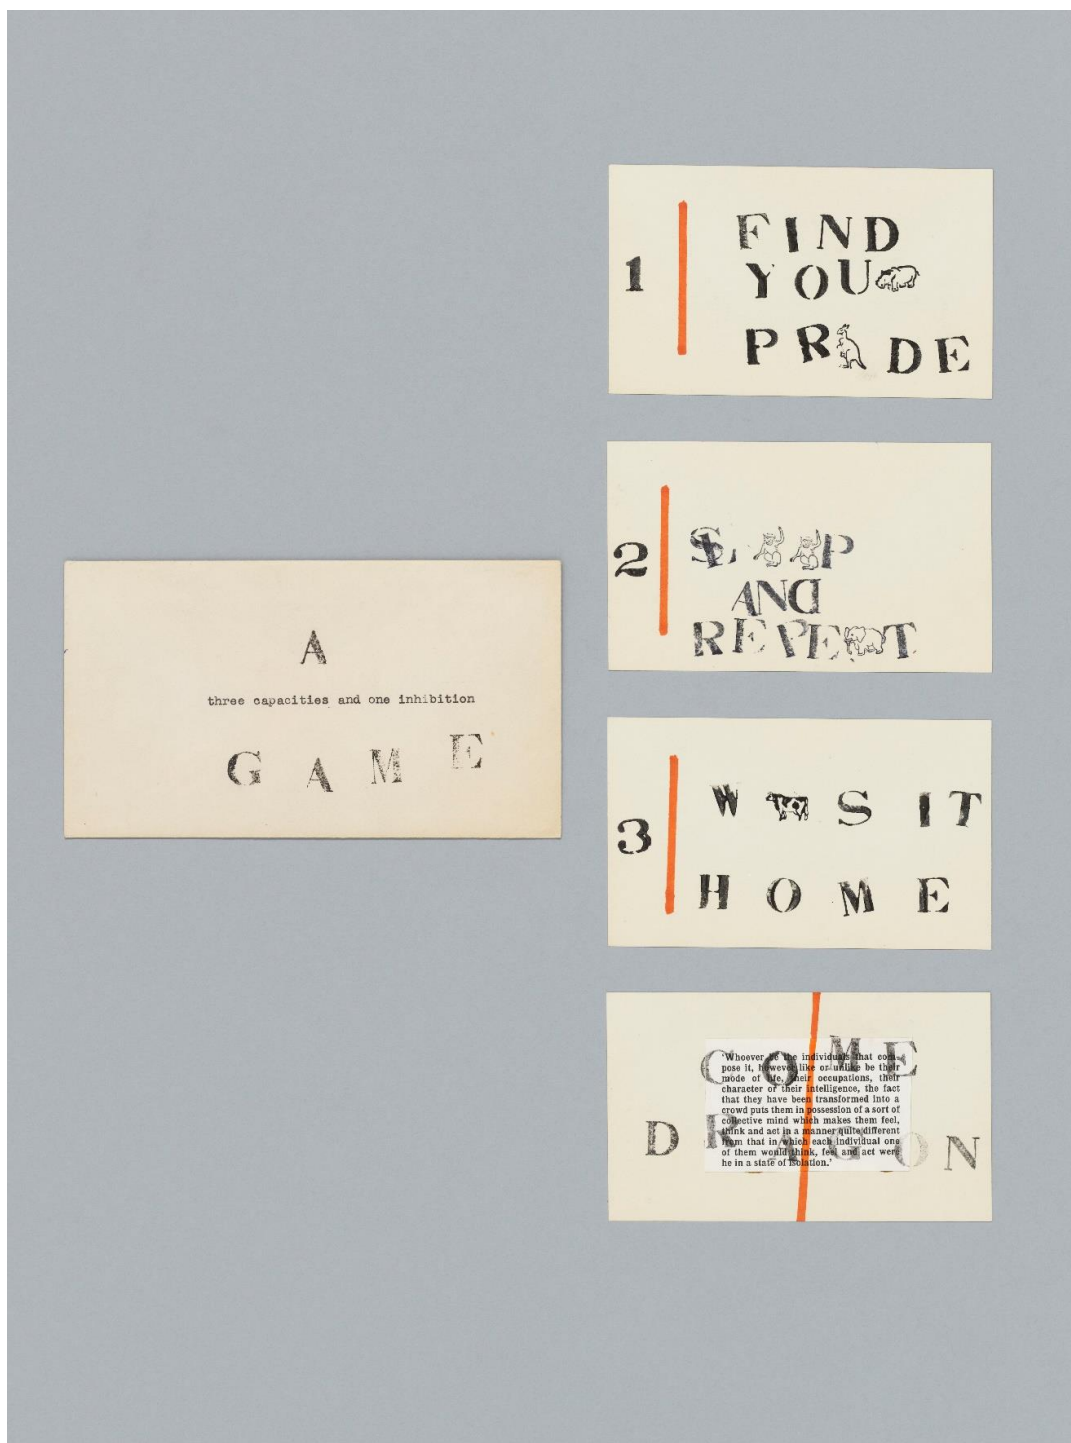 A
three capacities and one inhibition
GAME
1
FIND
YOU
PR DE
2
SL P
AND
REPE T
3
W S IT
HOME
COME
DRAGON
'Whoever be the individuals that com-
pose it, however like or unlike be their
mode of life, their occupations, their
character or their intelligence, the fact
that they have been transformed into a
crowd puts them in possession of a sort of
collective mind which makes them feel,
think and act in a manner quite different
from that in which each individual one
of them would think, feel and act were
he in a state of isolation.'